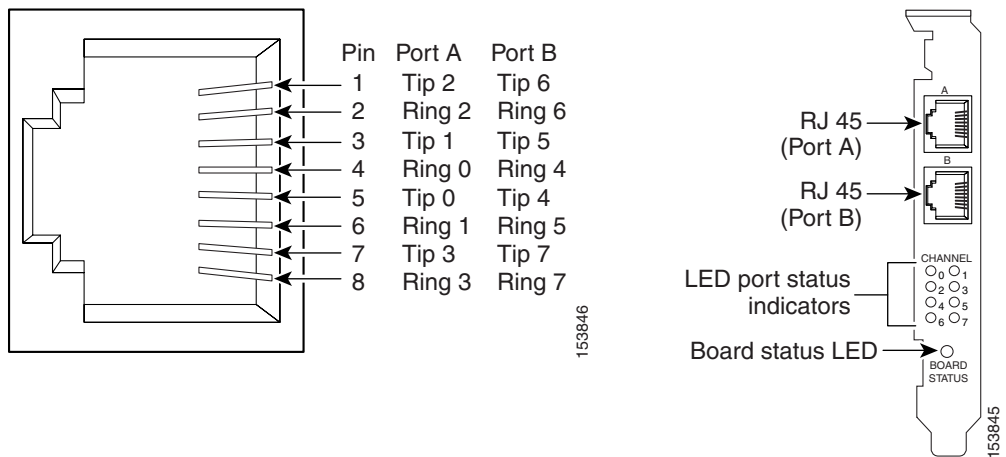 Pin Port A Port B
1 Tip 2 Tip 6
2 Ring 2 Ring 6
3 Tip 1 Tip 5
4 Ring 0 Ring 4
5 Tip 0 Tip 4
6 Ring 1 Ring 5
7 Tip 3 Tip 7
8 Ring 3 Ring 7
153846
A
RJ 45
(Port A)
B
RJ 45
(Port B)
CHANNEL
0 1
2 3
4 5
6 7
LED port status
indicators
Board status LED
BOARD
STATUS
153845